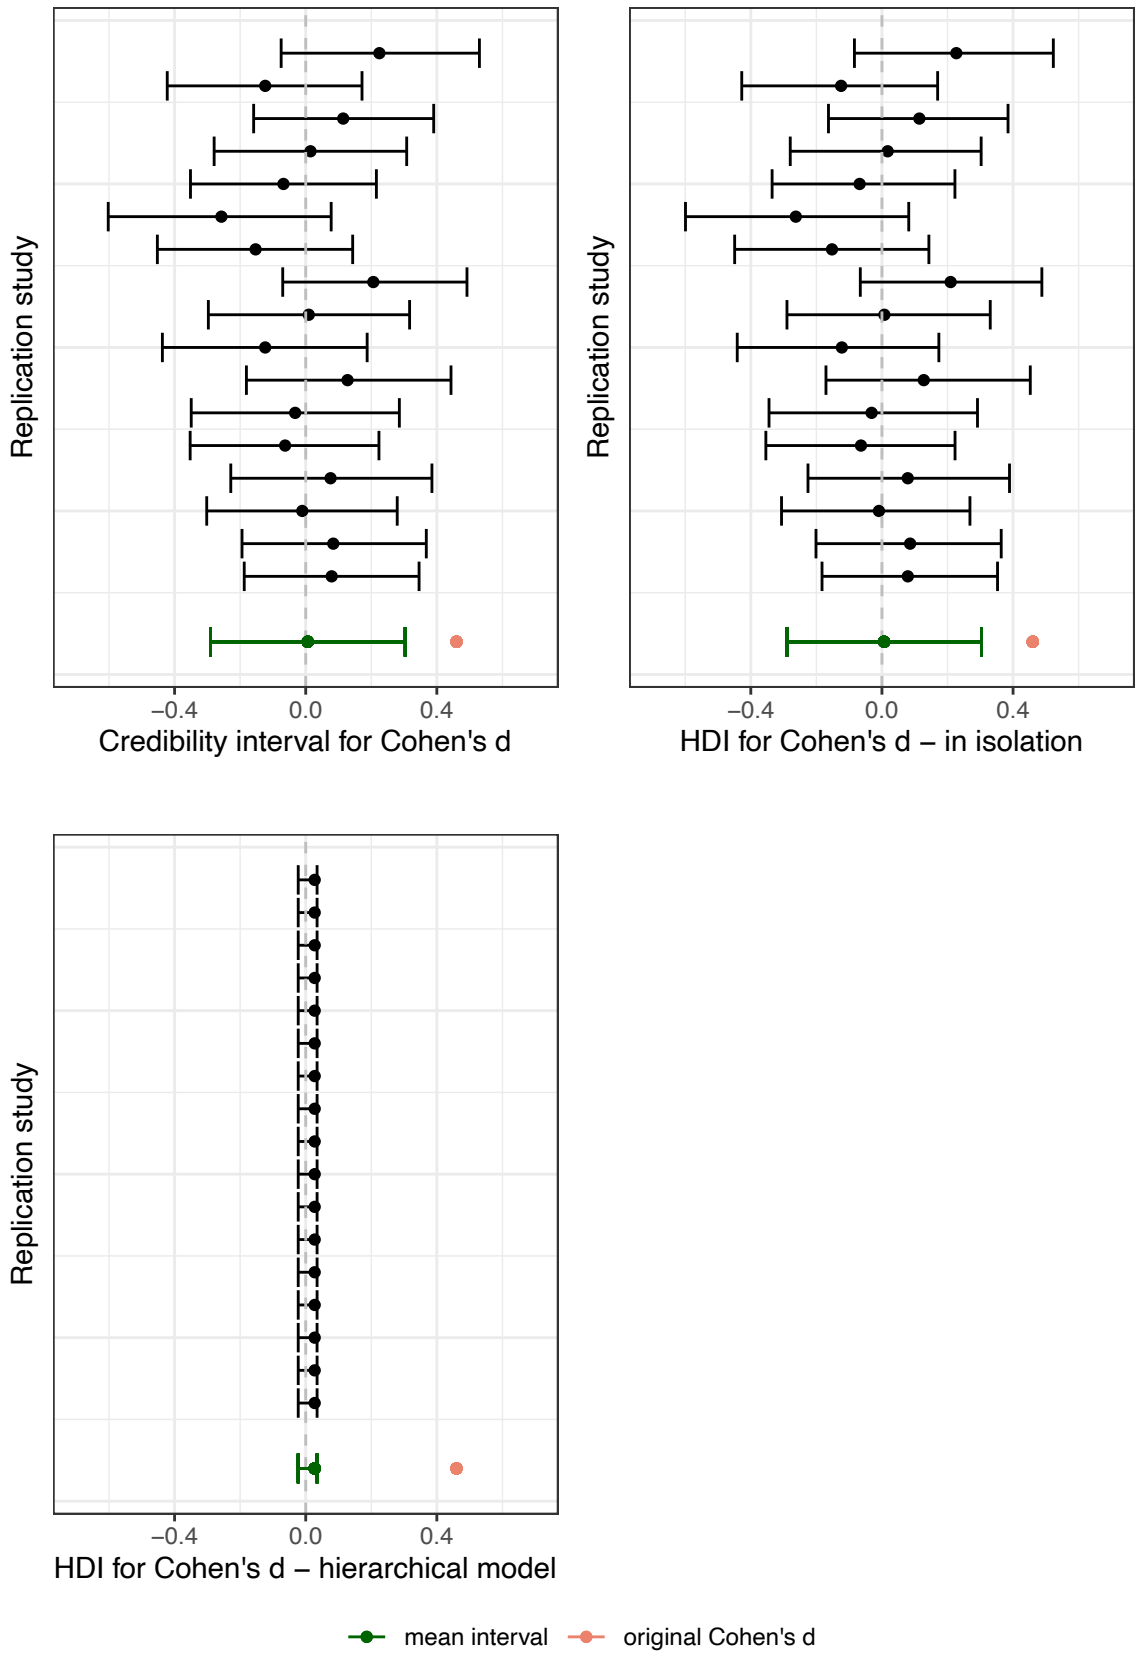 Replication study
−0.4 0.0 0.4
Credibility interval for Cohen's d
Replication study
−0.4 0.0 0.4
HDI for Cohen's d − in isolation
Replication study
−0.4 0.0 0.4
HDI for Cohen's d − hierarchical model
mean interval original Cohen's d